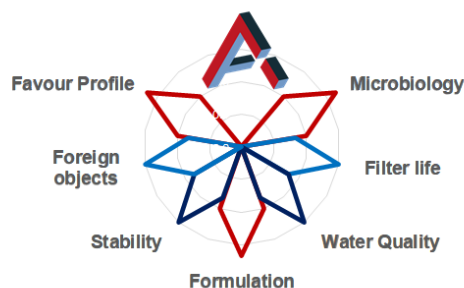 Favour Profile
Microbiology
Foreign
objects
Filter life
Stability
Water Quality
Formulation